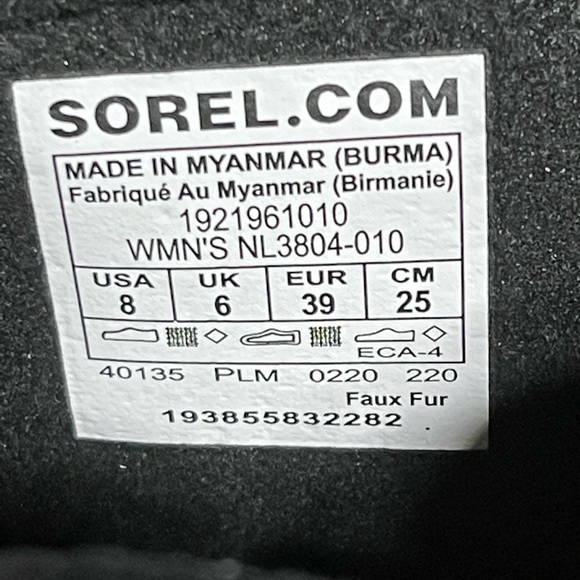 SOREL.COM
MADE IN MYANMAR (BURMA)
Fabriqué Au Myanmar (Birmanie)
1921961010
WMN'S NL3804-010
USA UK EUR CM
8 6 39 25
ECA-4
40135 PLM 0220 220
Faux Fur
193855832282